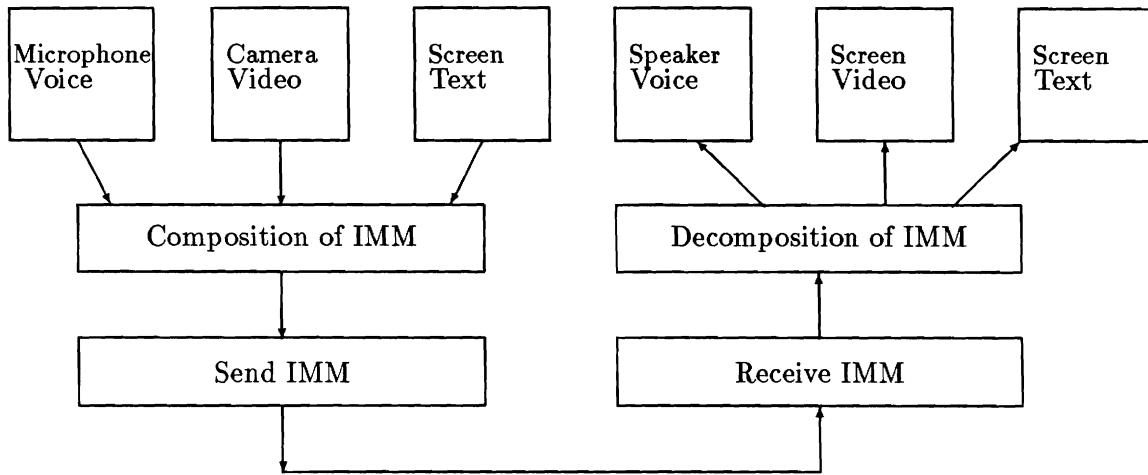 Microphone
Voice
Camera
Video
Screen
Text
Speaker
Voice
Screen
Video
Screen
Text
Composition of IMM
Decomposition of IMM
Send IMM
Receive IMM